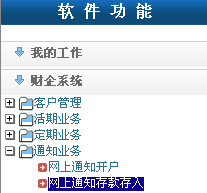 软件功能
我的工作
财企系统
客户管理
活期业务
定期业务
通知业务
网上通知开户
网上通知存款存入